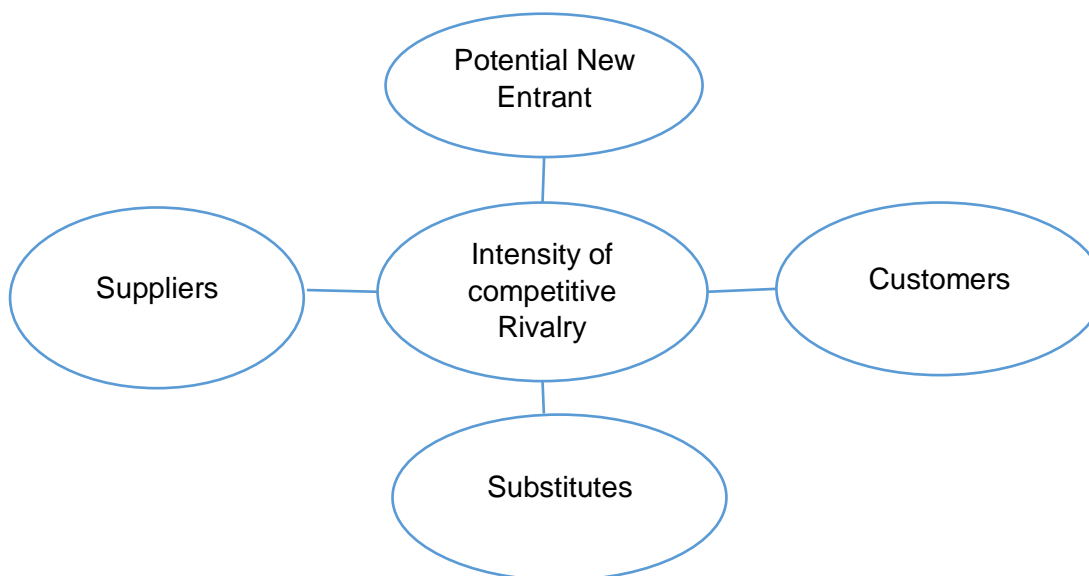 Potential New
Entrant
Suppliers
Intensity of
competitive
Rivalry
Customers
Substitutes